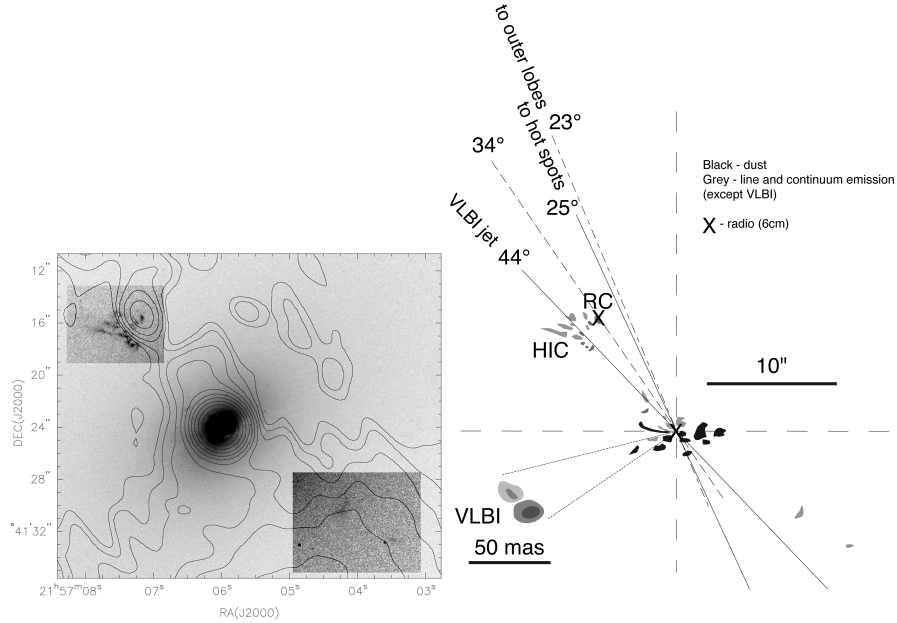 to outer lobes
to hot spots
23°
34°
25°
VLBI jet
44°
Black - dust
Grey - line and continuum emission
(except VLBI)
X - radio (6cm)
RC
X
HIC
10"
X
VLBI
50 mas
12"
16"
20"
24"
28"
41°32'
DEC(J2000)
21h57m08s
07s
06s
05s
04s
03s
RA(J2000)